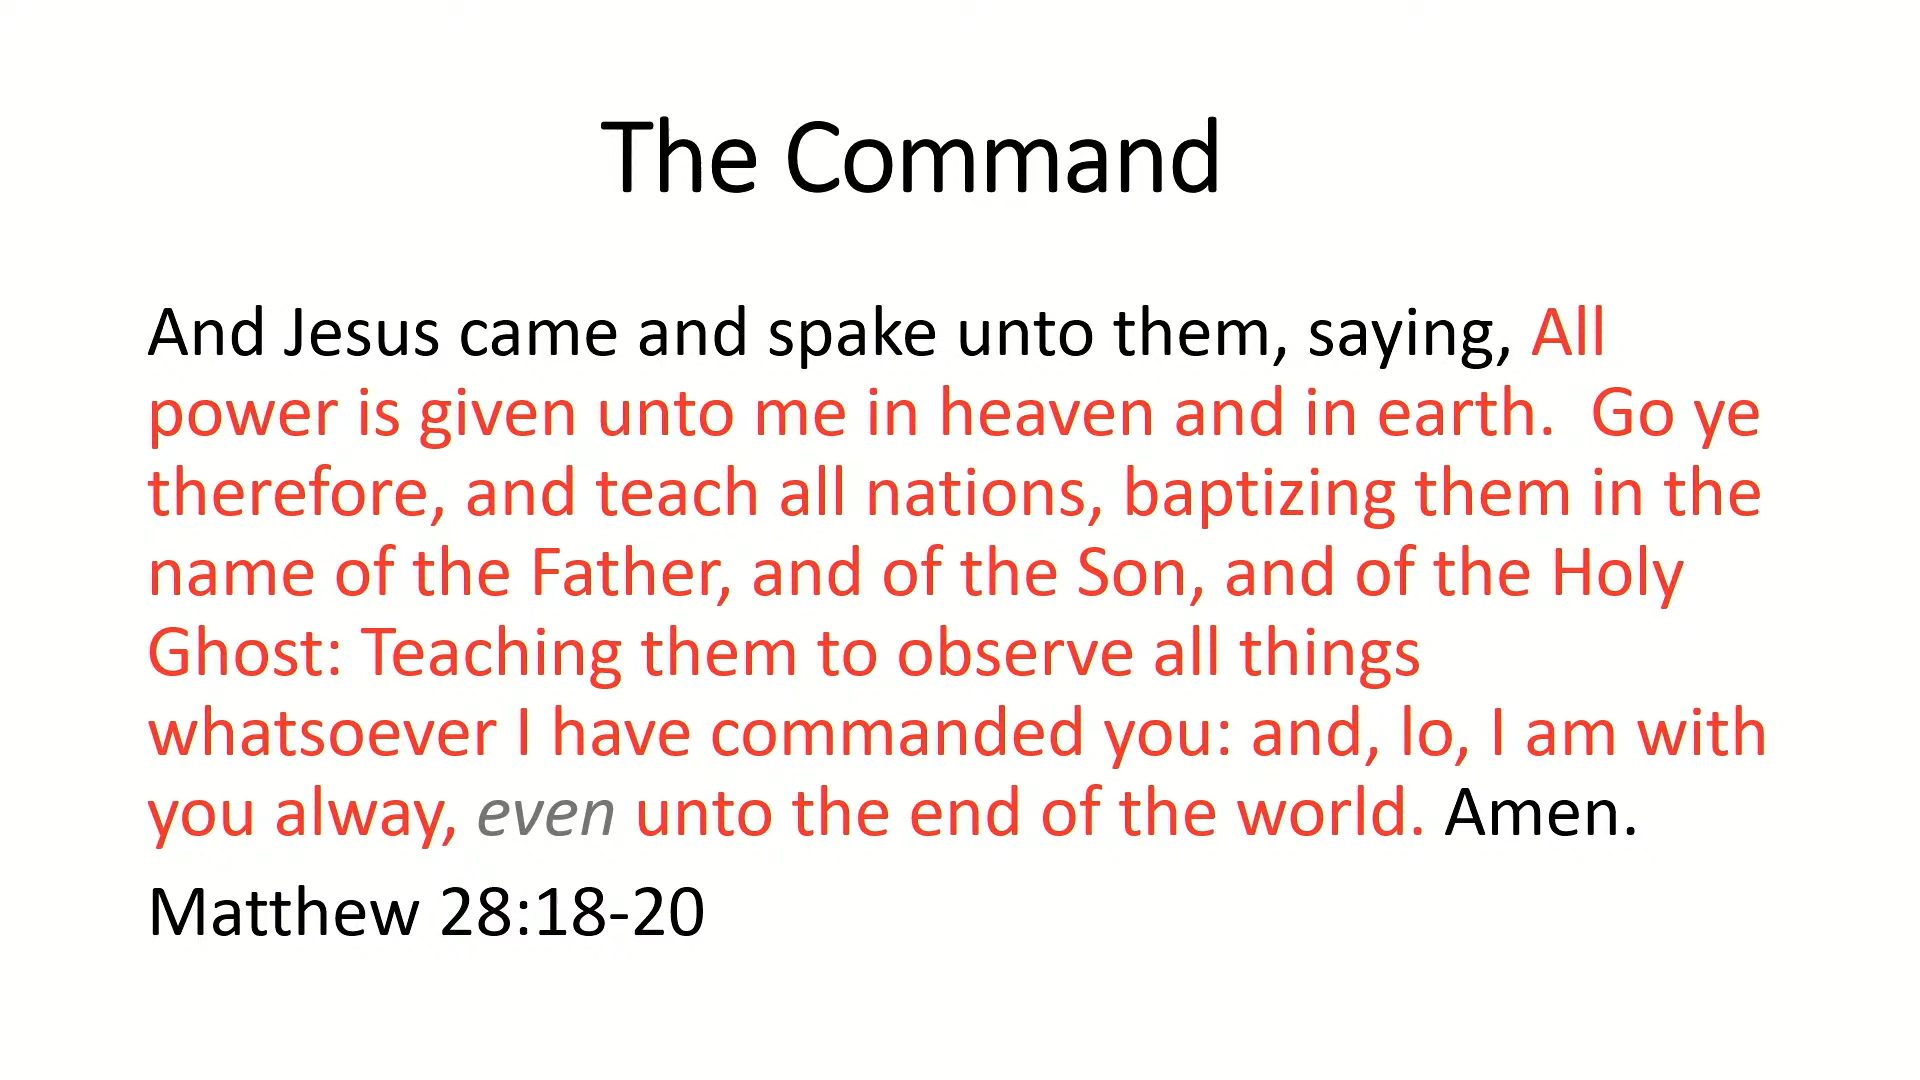 The Command
And Jesus came and spake unto them, saying, All
power is given unto me in heaven and in earth.  Go ye
therefore, and teach all nations, baptizing them in the
name of the Father, and of the Son, and of the Holy
Ghost: Teaching them to observe all things
whatsoever I have commanded you: and, lo, I am with
you alway, even unto the end of the world. Amen.
Matthew 28:18-20